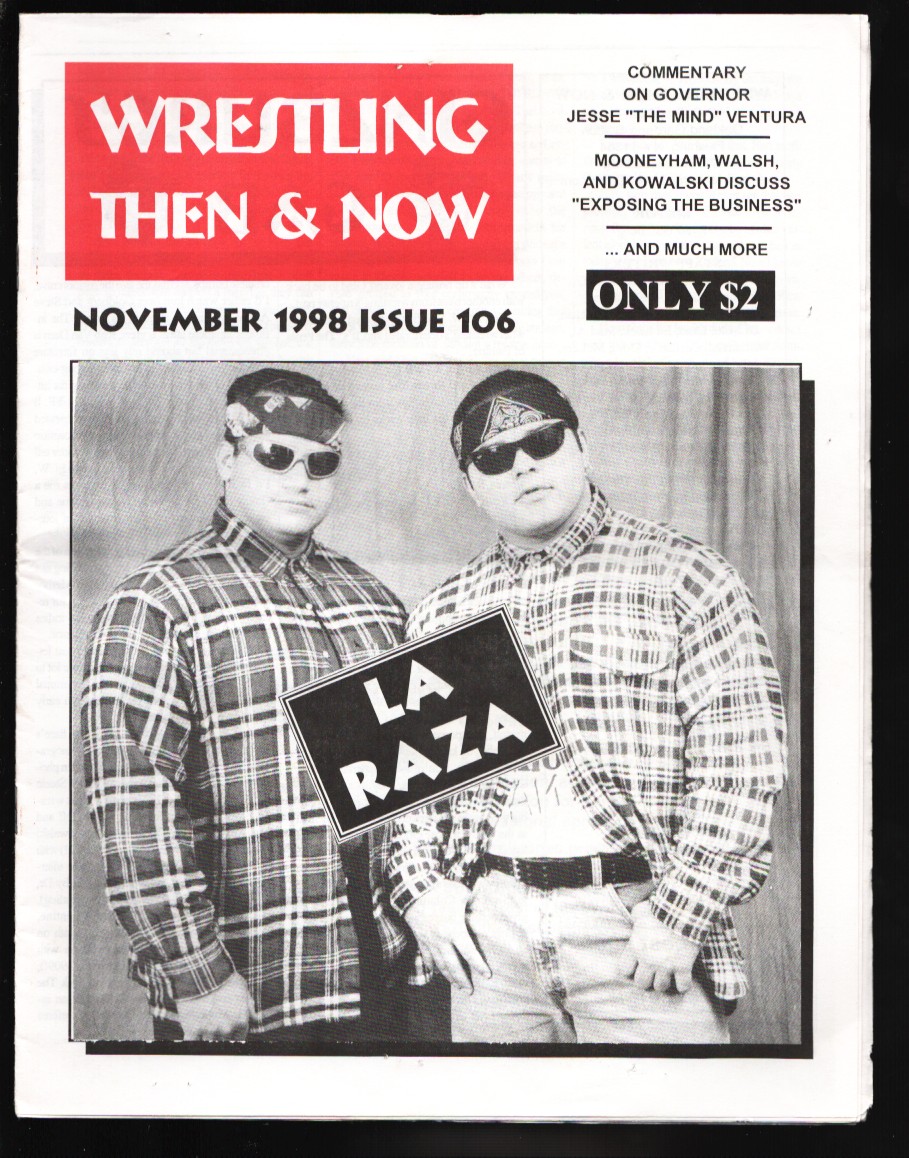 WRESTLING
THEN & NOW
NOVEMBER 1998 ISSUE 106
COMMENTARY
ON GOVERNOR
JESSE "THE MIND" VENTURA
MOONEYHAM, WALSH,
AND KOWALSKI DISCUSS
"EXPOSING THE BUSINESS"
... AND MUCH MORE
ONLY $2
LA
RAZA